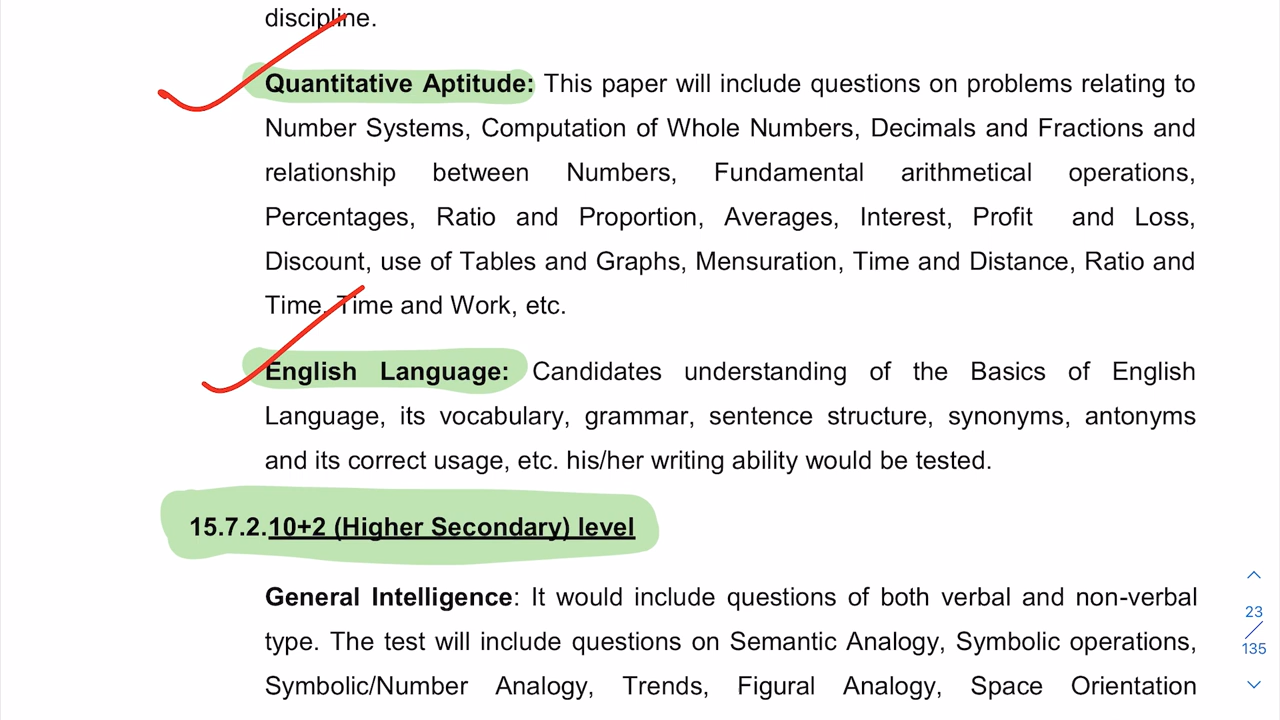 discipline.
Quantitative Aptitude: This paper will include questions on problems relating to
Number Systems, Computation of Whole Numbers, Decimals and Fractions and
relationship between Numbers, Fundamental arithmetical operations,
Percentages, Ratio and Proportion, Averages, Interest, Profit and Loss,
Discount, use of Tables and Graphs, Mensuration, Time and Distance, Ratio and
Time, Time and Work, etc.
English Language: Candidates understanding of the Basics of English
Language, its vocabulary, grammar, sentence structure, synonyms, antonyms
and its correct usage, etc. his/her writing ability would be tested.
15.7.2.10+2 (Higher Secondary) level
General Intelligence: It would include questions of both verbal and non-verbal
type. The test will include questions on Semantic Analogy, Symbolic operations,
Symbolic/Number Analogy, Trends, Figural Analogy, Space Orientation
23
135